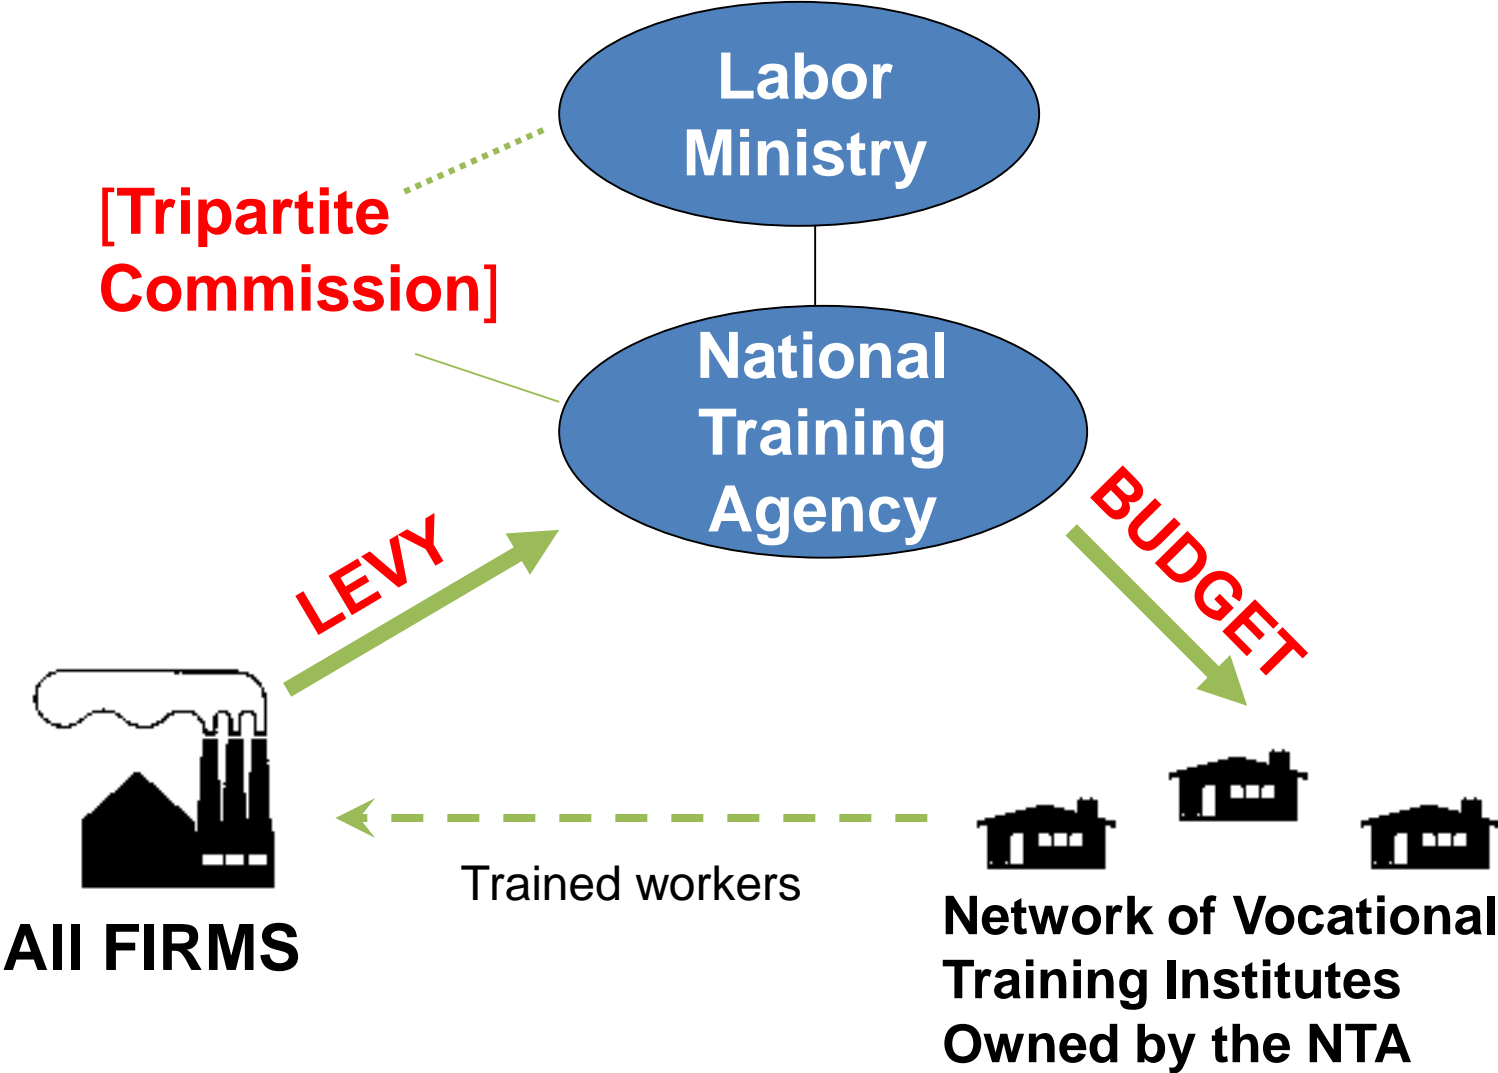 Labor
Ministry
[Tripartite
Commission]
National
Training
Agency
LEVY
BUDGET
Trained workers
All FIRMS
Network of Vocational
Training Institutes
Owned by the NTA